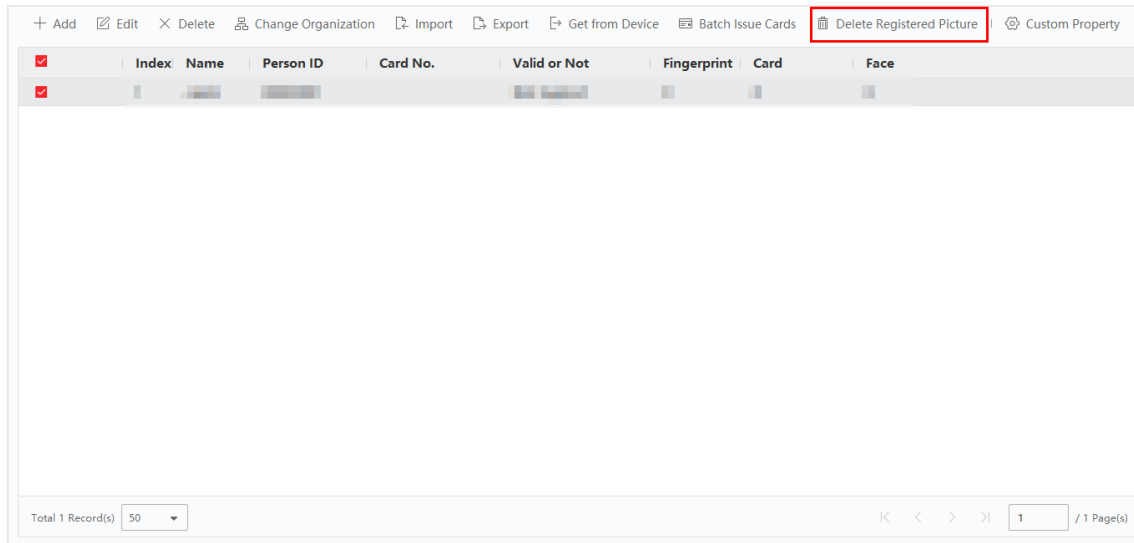 Add Edit Delete Change Organization Import Export Get from Device Batch Issue Cards Delete Registered Picture Custom Property
Index Name Person ID Card No. Valid or Not Fingerprint Card Face
Total 1 Record(s) 50 1 / 1 Page(s)